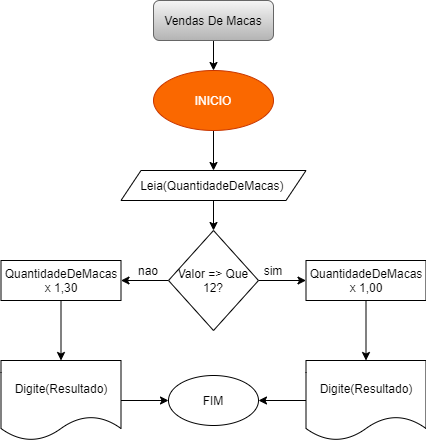 Vendas De Macas
INICIO
Leia(QuantidadeDeMacas)
Valor => Que
12?
nao
sim
QuantidadeDeMacas
x 1,30
QuantidadeDeMacas
x 1,00
Digite(Resultado)
FIM
Digite(Resultado)